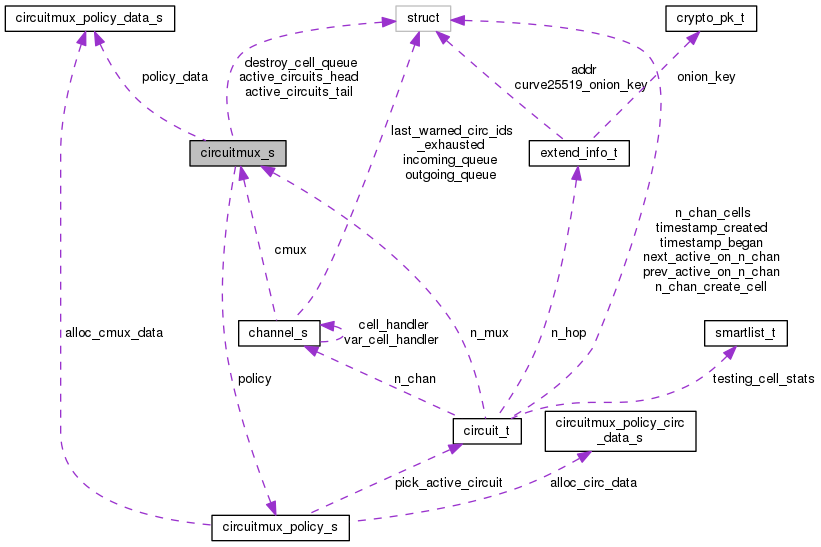 circuitmux_policy_data_s
struct
crypto_pk_t
policy_data
destroy_cell_queue
active_circuits_head
active_circuits_tail
addr
curve25519_onion_key
onion_key
circuitmux_s
last_warned_circ_ids
_exhausted
incoming_queue
outgoing_queue
extend_info_t
n_chan_cells
timestamp_created
timestamp_began
next_active_on_n_chan
prev_active_on_n_chan
n_chan_create_cell
cmux
alloc_cmux_data
channel_s
cell_handler
var_cell_handler
n_mux
n_hop
smartlist_t
policy
n_chan
testing_cell_stats
circuit_t
circuitmux_policy_circ
_data_s
pick_active_circuit
alloc_circ_data
circuitmux_policy_s